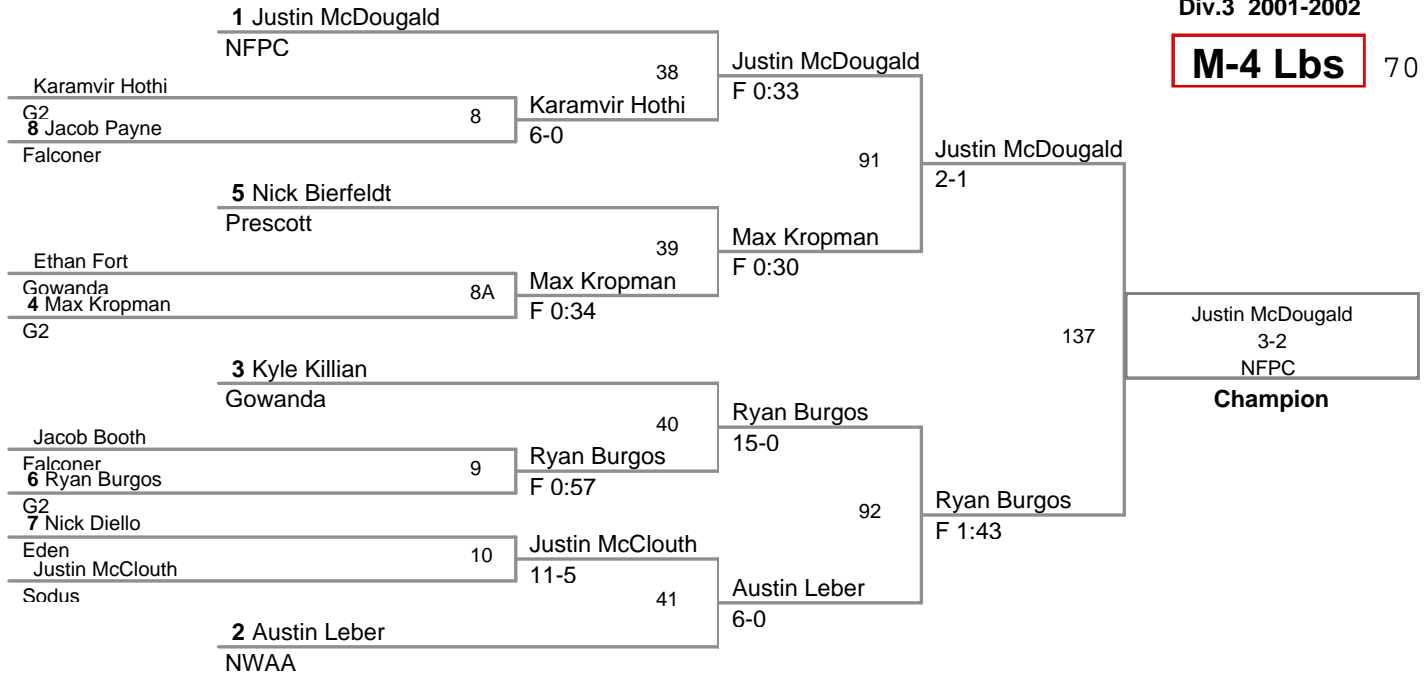 Div.3 2001-2002
M-4 Lbs 70
1 Justin McDougald
NFPC
Karamvir Hothi
G2
8 Jacob Payne
Falconer
8
Karamvir Hothi
6-0
38
Justin McDougald
F 0:33
5 Nick Bierfeldt
Prescott
Ethan Fort
Gowanda
4 Max Kropman
G2
8A
Max Kropman
F 0:34
39
Max Kropman
F 0:30
91
Justin McDougald
2-1
3 Kyle Killian
Gowanda
Jacob Booth
Falconer
6 Ryan Burgos
G2
9
Ryan Burgos
F 0:57
40
Ryan Burgos
15-0
7 Nick Diello
Eden
Justin McClouth
Sodus
10
Justin McClouth
11-5
41
2 Austin Leber
NWAA
Austin Leber
6-0
92
Ryan Burgos
F 1:43
137
Justin McDougald
3-2
NFPC
Champion